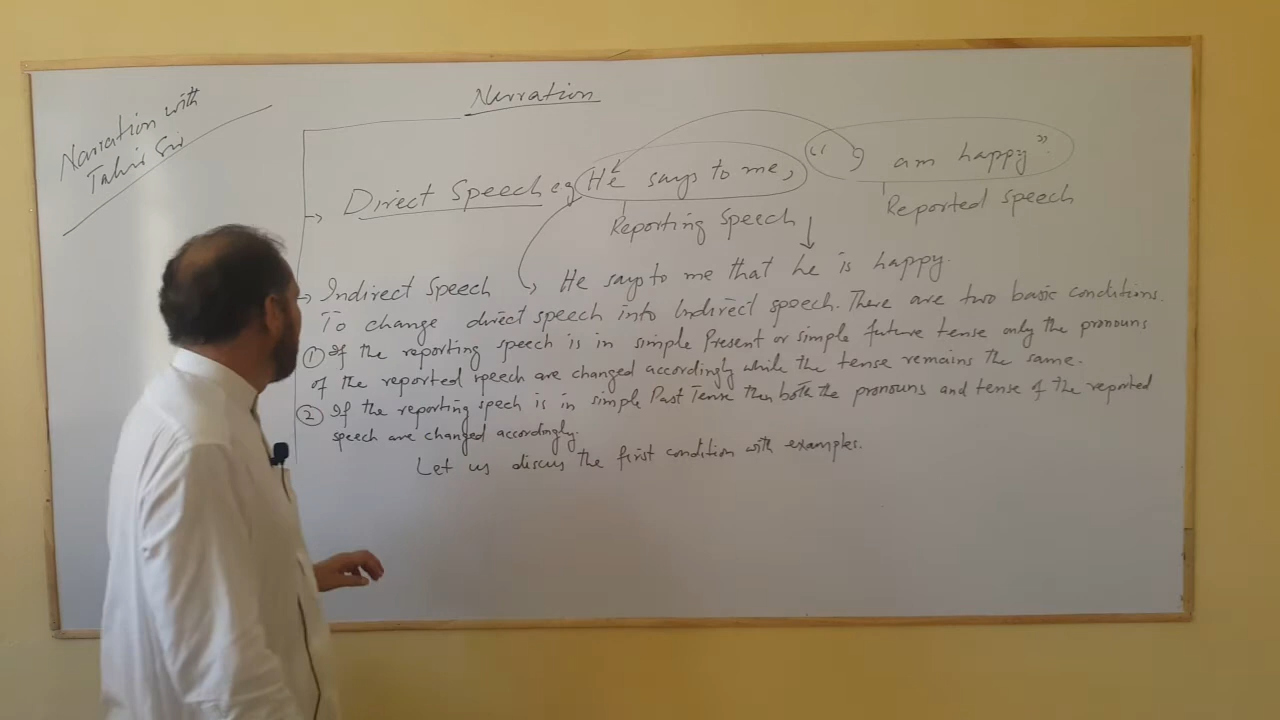 Narration with
Tahir Sir
Narration
Direct Speech eg He says to me, "I am happy".
Reporting Speech
Reported speech
Indirect Speech → He says to me that he is happy.
To change direct speech into Indirect speech. There are two basic conditions.
① If the reporting speech is in simple Present or simple future tense only the pronouns
of the reported speech are changed accordingly while the tense remains the same.
② If the reporting spech is in simple Past Tense then both the pronouns and tense of the reported
speech are changed accordingly.
Let us discus the first condition with examples.